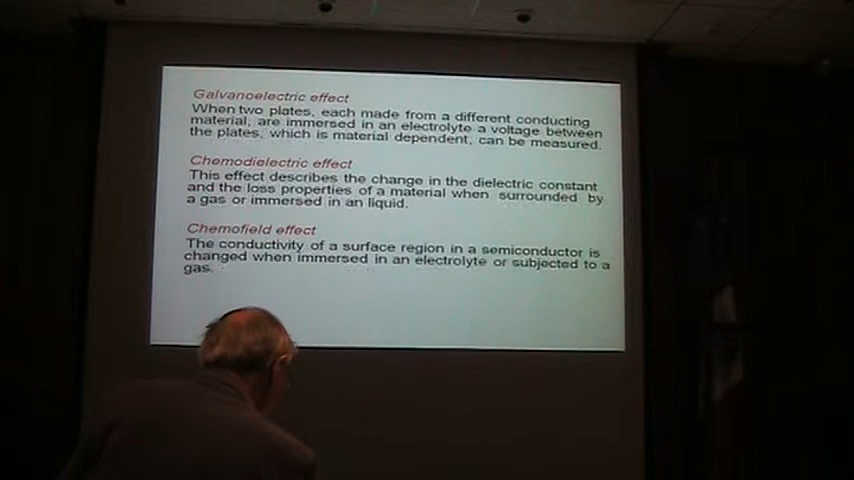 Galvanoelectric effect
When two plates, each made from a different conducting
material, are immersed in an electrolyte a voltage between
the plates, which is material dependent, can be measured.
Chemodielectric effect
This effect describes the change in the dielectric constant
and the loss properties of a material when surrounded by
a gas or immersed in an liquid.
Chemofield effect
The conductivity of a surface region in a semiconductor is
changed when immersed in an electrolyte or subjected to a
gas.